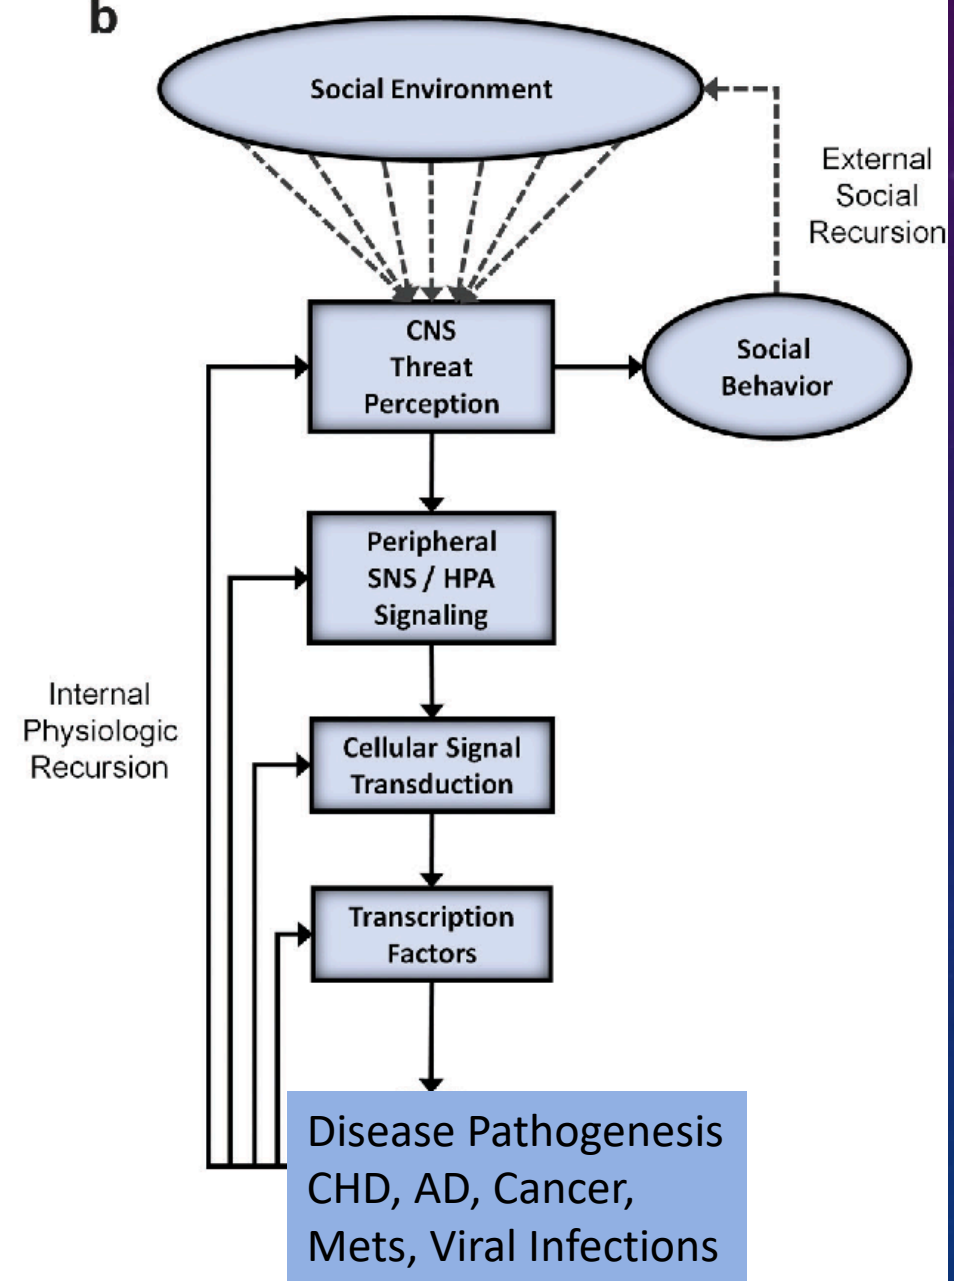 b
Social Environment
External
Social
Recursion
CNS
Threat
Perception
Social
Behavior
Peripheral
SNS / HPA
Signaling
Internal
Physiologic
Recursion
Cellular Signal
Transduction
Transcription
Factors
Disease Pathogenesis
CHD, AD, Cancer,
Mets, Viral Infections